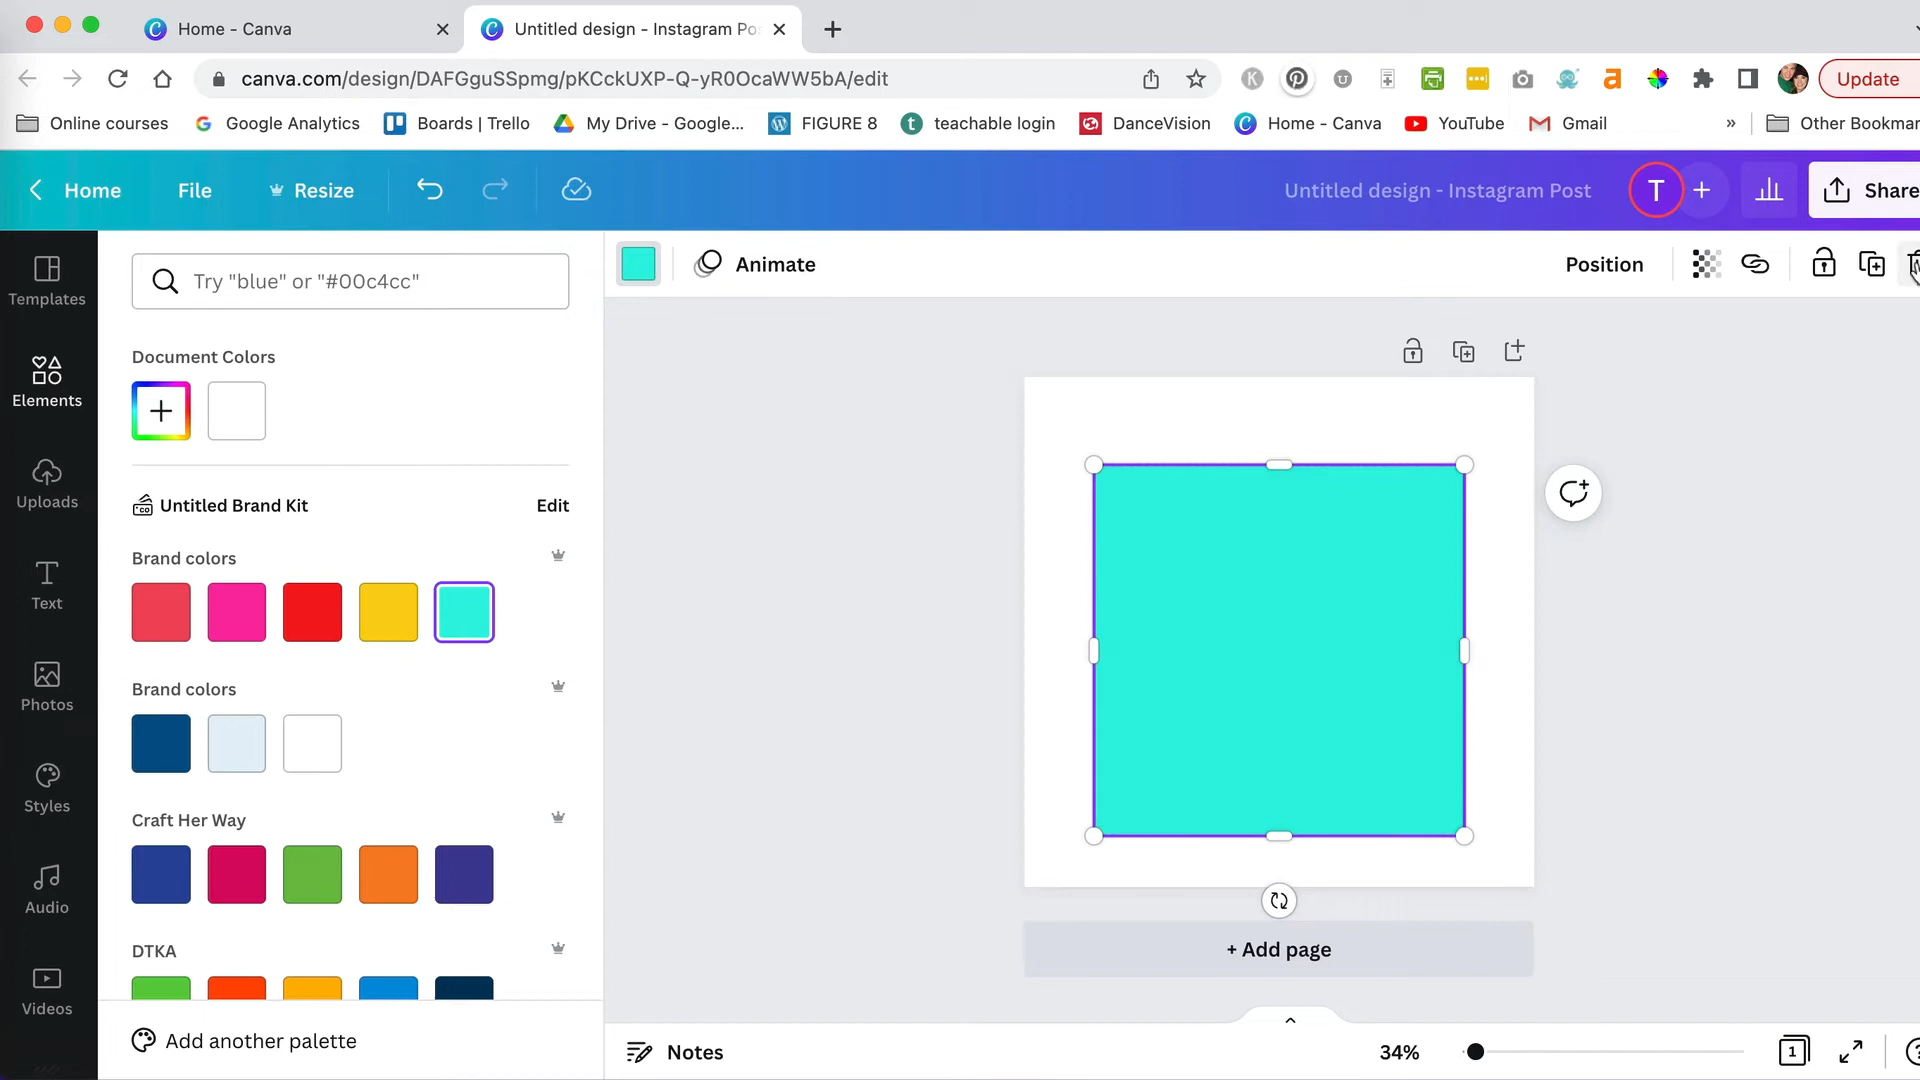 Home - Canva
Untitled design - Instagram Po
canva.com/design/DAFGguSSpmg/pKCckUXP-Q-yR0OcaWW5bA/edit
Update
Online courses
Google Analytics
Boards | Trello
My Drive - Google...
FIGURE 8
teachable login
DanceVision
Home - Canva
YouTube
Gmail
»
Other Bookmar
Home
File
Resize
Untitled design - Instagram Post
T
Share
Templates
Elements
Uploads
Text
Photos
Styles
Audio
Videos
Try "blue" or "#00c4cc"
Document Colors
Untitled Brand Kit
Edit
Brand colors
Brand colors
Craft Her Way
DTKA
Add another palette
Animate
Position
+ Add page
Notes
34%
1